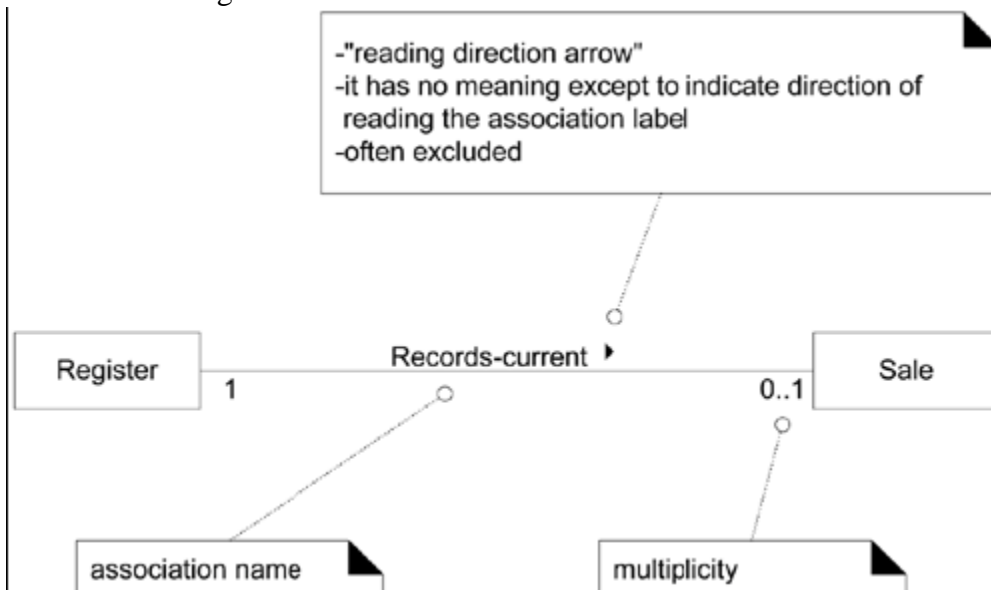 -"reading direction arrow"
-it has no meaning except to indicate direction of
reading the association label
-often excluded
Records-current
Register
Sale
1
0..1
association name
multiplicity